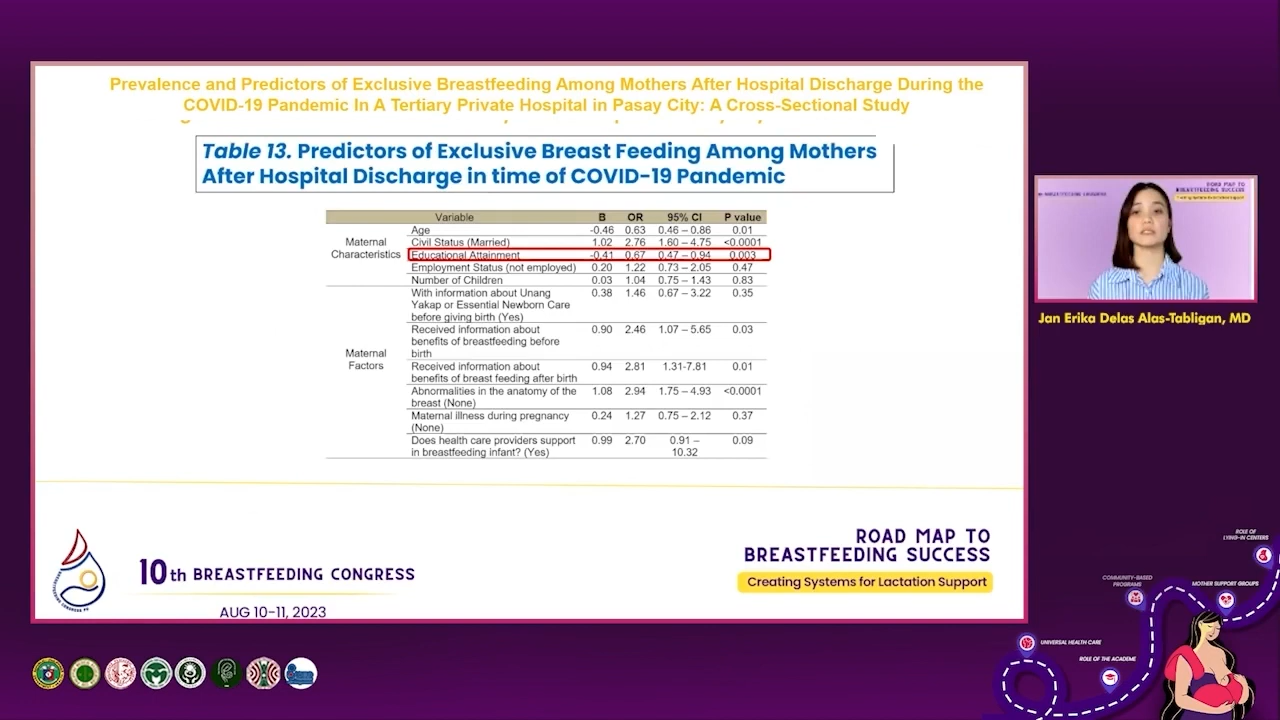 Prevalence and Predictors of Exclusive Breastfeeding Among Mothers After Hospital Discharge During the
COVID-19 Pandemic In A Tertiary Private Hospital in Pasay City: A Cross-Sectional Study
Table 13. Predictors of Exclusive Breast Feeding Among Mothers
After Hospital Discharge in time of COVID-19 Pandemic
Variable B OR 95% CI P value
Maternal
Characteristics
Age -0.46 0.63 0.46 – 0.86 0.01
Civil Status (Married) 1.02 2.76 1.60 – 4.75 <0.0001
Educational Attainment -0.41 0.67 0.47 – 0.94 0.003
Employment Status (not employed) 0.20 1.22 0.73 – 2.05 0.47
Number of Children 0.03 1.04 0.75 – 1.43 0.83
Maternal
Factors
With information about Unang 0.38 1.46 0.67 – 3.22 0.35
Yakap or Essential Newborn Care
before giving birth (Yes)
Received information about 0.90 2.46 1.07 – 5.65 0.03
benefits of breastfeeding before
birth
Received information about 0.94 2.81 1.31-7.81 0.01
benefits of breast feeding after birth
Abnormalities in the anatomy of the 1.08 2.94 1.75 – 4.93 <0.0001
breast (None)
Maternal illness during pregnancy 0.24 1.27 0.75 – 2.12 0.37
(None)
Does health care providers support 0.99 2.70 0.91 – 0.09
in breastfeeding infant? (Yes) 10.32
10th BREASTFEEDING CONGRESS
AUG 10-11, 2023
ROAD MAP TO
BREASTFEEDING SUCCESS
Creating Systems for Lactation Support
ROAD MAP TO
BREASTFEEDING SUCCESS
Jan Erika Delas Alas-Tabligan, MD
ROLE OF
LYING-IN CENTERS
COMMUNITY-BASED
PROGRAMS
MOTHER SUPPORT GROUPS
UNIVERSAL HEALTH CARE
ROLE OF THE ACADEME